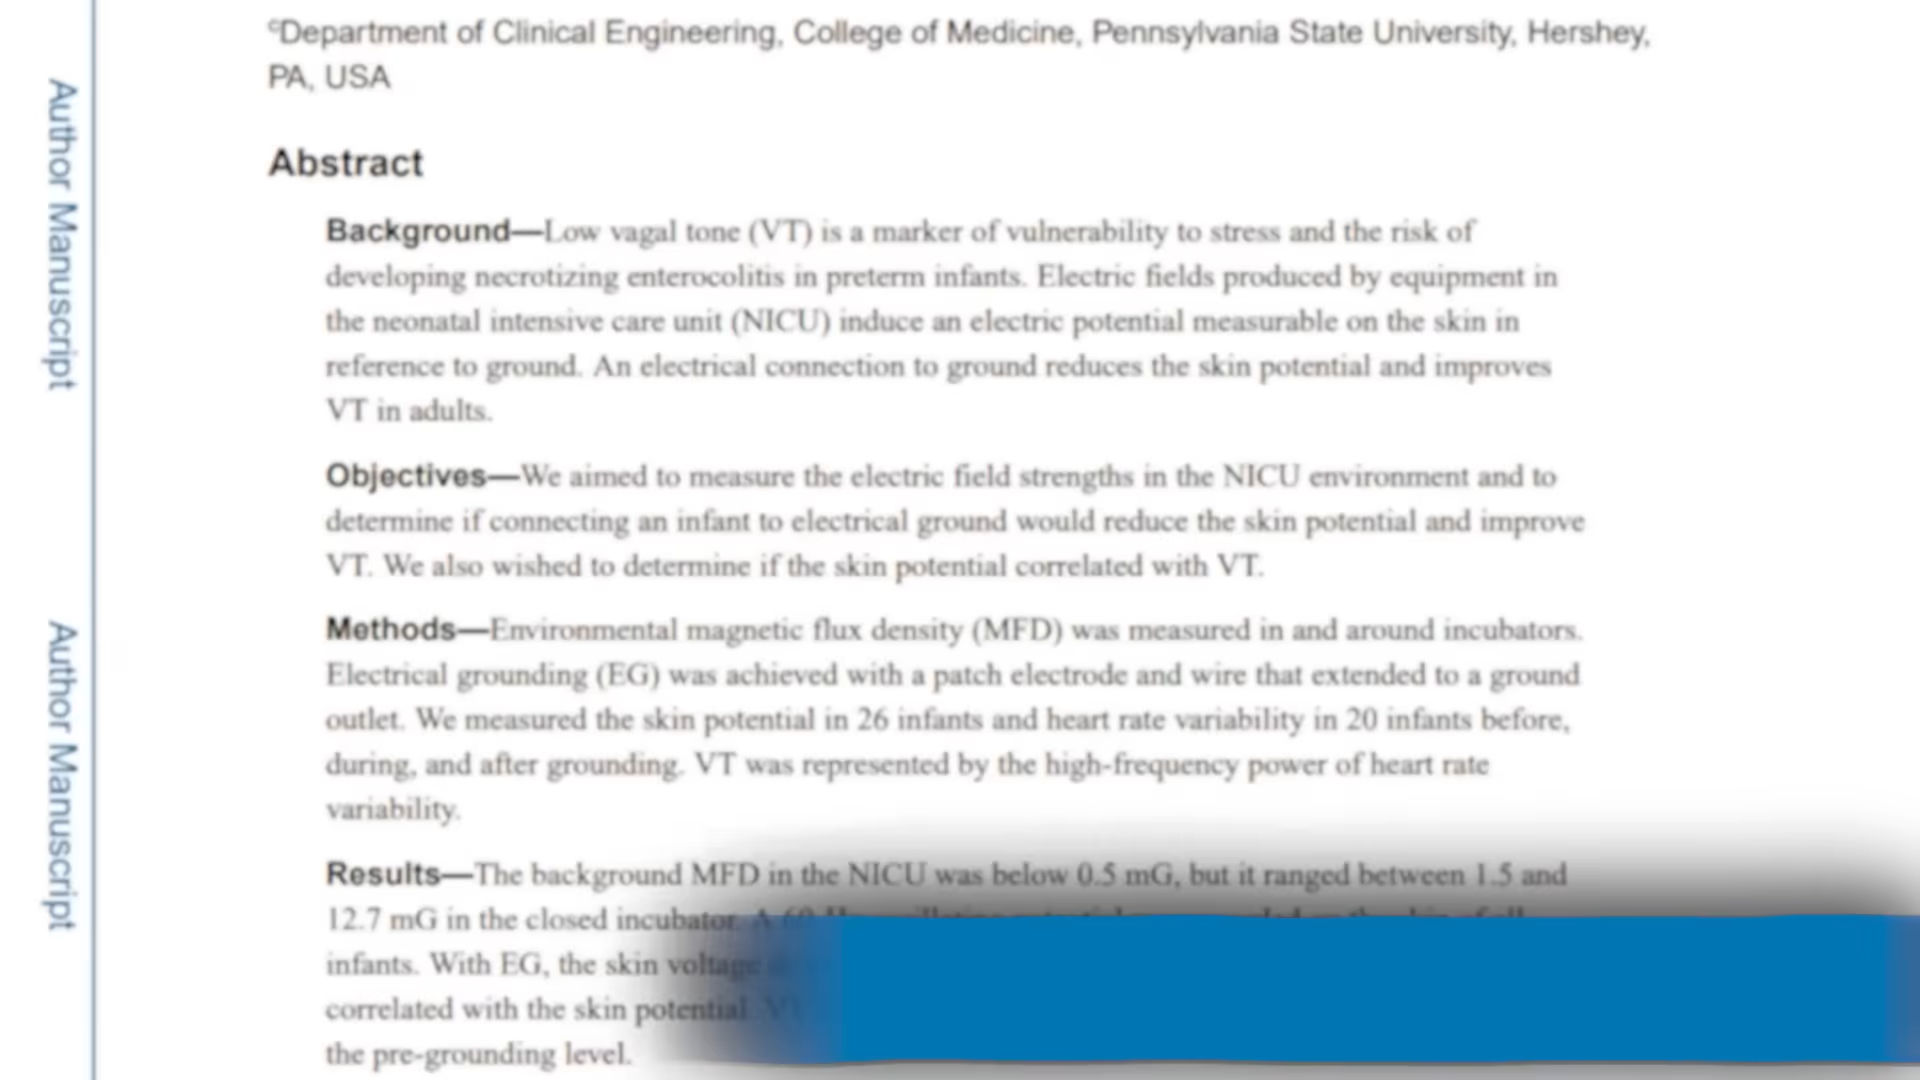 ᶜDepartment of Clinical Engineering, College of Medicine, Pennsylvania State University, Hershey,
PA, USA
Abstract
Background—Low vagal tone (VT) is a marker of vulnerability to stress and the risk of
developing necrotizing enterocolitis in preterm infants. Electric fields produced by equipment in
the neonatal intensive care unit (NICU) induce an electric potential measurable on the skin in
reference to ground. An electrical connection to ground reduces the skin potential and improves
VT in adults.
Objectives—We aimed to measure the electric field strengths in the NICU environment and to
determine if connecting an infant to electrical ground would reduce the skin potential and improve
VT. We also wished to determine if the skin potential correlated with VT.
Methods—Environmental magnetic flux density (MFD) was measured in and around incubators.
Electrical grounding (EG) was achieved with a patch electrode and wire that extended to a ground
outlet. We measured the skin potential in 26 infants and heart rate variability in 20 infants before,
during, and after grounding. VT was represented by the high-frequency power of heart rate
variability.
Results—The background MFD in the NICU was below 0.5 mG, but it ranged between 1.5 and
12.7 mG in the closed incubator. A
infants. With EG, the skin voltage
correlated with the skin potential.
the pre-grounding level.
Author Manuscript
Author Manuscript